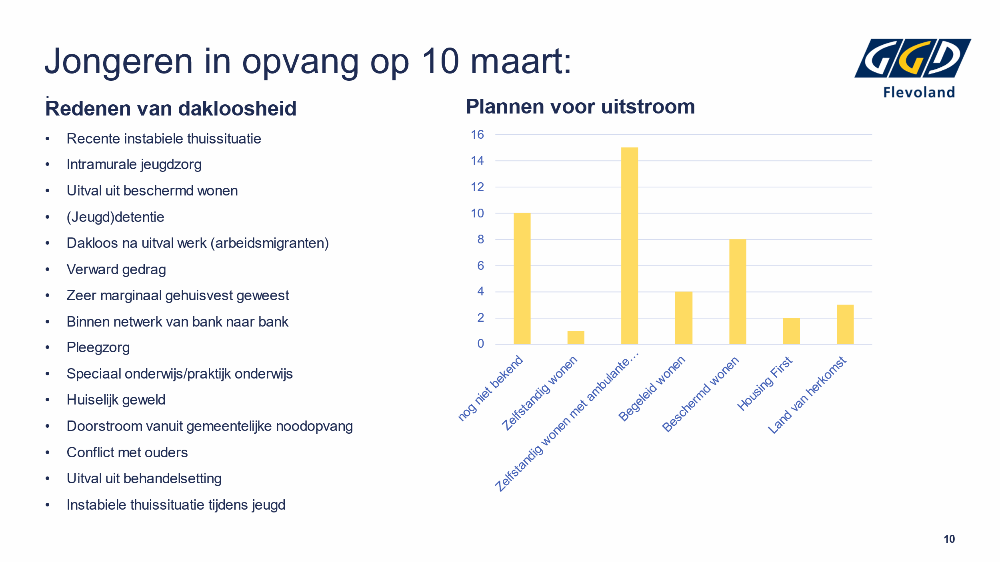 Jongeren in opvang op 10 maart:
GGD
Flevoland
.
Redenen van dakloosheid
• Recente instabiele thuissituatie
• Intramurale jeugdzorg
• Uitval uit beschermd wonen
• (Jeugd)detentie
• Dakloos na uitval werk (arbeidsmigranten)
• Verward gedrag
• Zeer marginaal gehuisvest geweest
• Binnen netwerk van bank naar bank
• Pleegzorg
• Speciaal onderwijs/praktijk onderwijs
• Huiselijk geweld
• Doorstroom vanuit gemeentelijke noodopvang
• Conflict met ouders
• Uitval uit behandelsetting
• Instabiele thuissituatie tijdens jeugd
Plannen voor uitstroom
16
14
12
10
8
6
4
2
0
nog niet bekend
Zelfstandig wonen
Zelfstandig wonen met ambulante…
Begeleid wonen
Beschermd wonen
Housing First
Land van herkomst
10